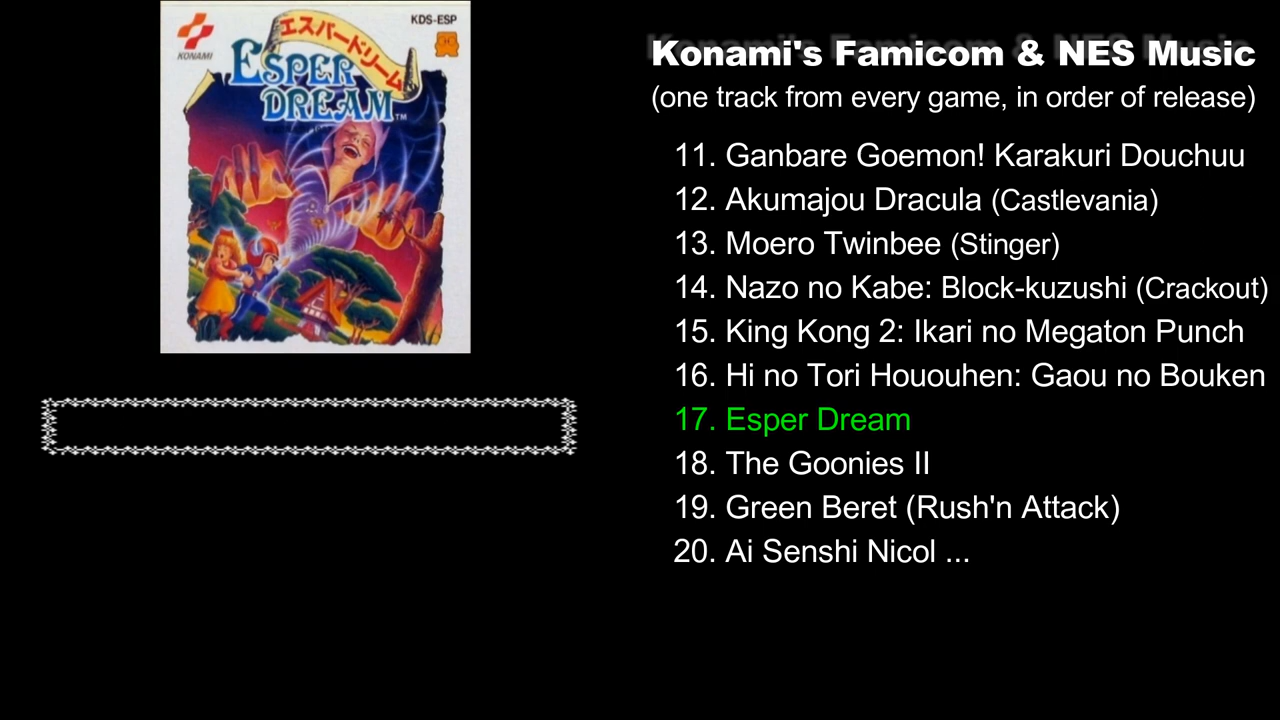 KONAMI
KDS-ESP
エスパードリーム
ESPER
DREAM™
Konami's Famicom & NES Music
(one track from every game, in order of release)
11. Ganbare Goemon! Karakuri Douchuu
12. Akumajou Dracula (Castlevania)
13. Moero Twinbee (Stinger)
14. Nazo no Kabe: Block-kuzushi (Crackout)
15. King Kong 2: Ikari no Megaton Punch
16. Hi no Tori Hououhen: Gaou no Bouken
17. Esper Dream
18. The Goonies II
19. Green Beret (Rush'n Attack)
20. Ai Senshi Nicol ...